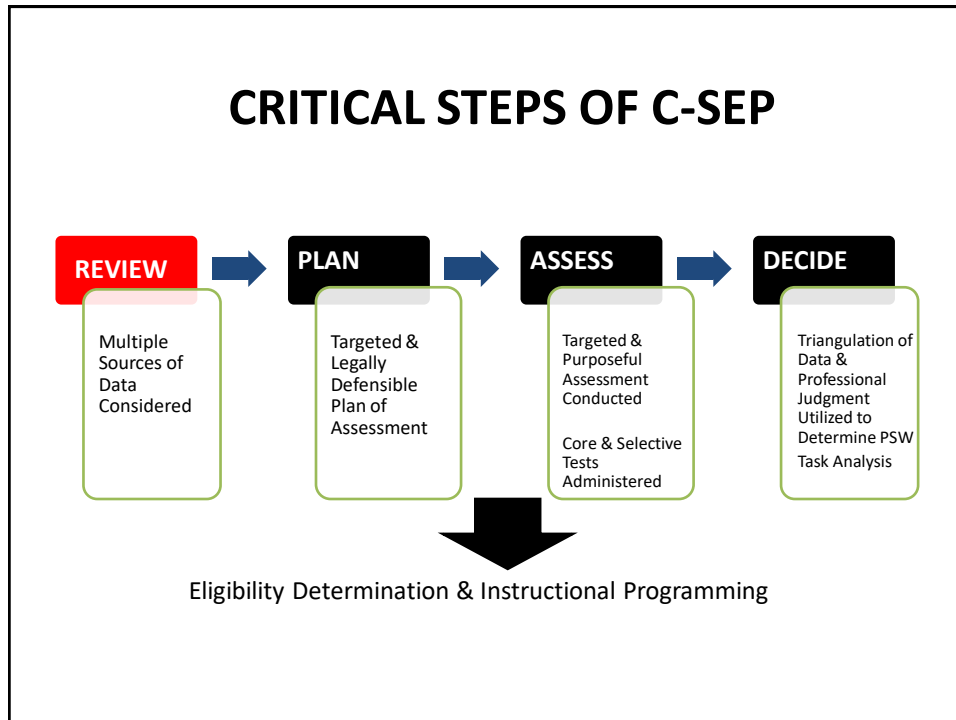 CRITICAL STEPS OF C-SEP
REVIEW
Multiple
Sources of
Data
Considered
PLAN
Targeted &
Legally
Defensible
Plan of
Assessment
ASSESS
Targeted &
Purposeful
Assessment
Conducted
Core & Selective
Tests
Administered
DECIDE
Triangulation of
Data &
Professional
Judgment
Utilized to
Determine PSW
Task Analysis
Eligibility Determination & Instructional Programming